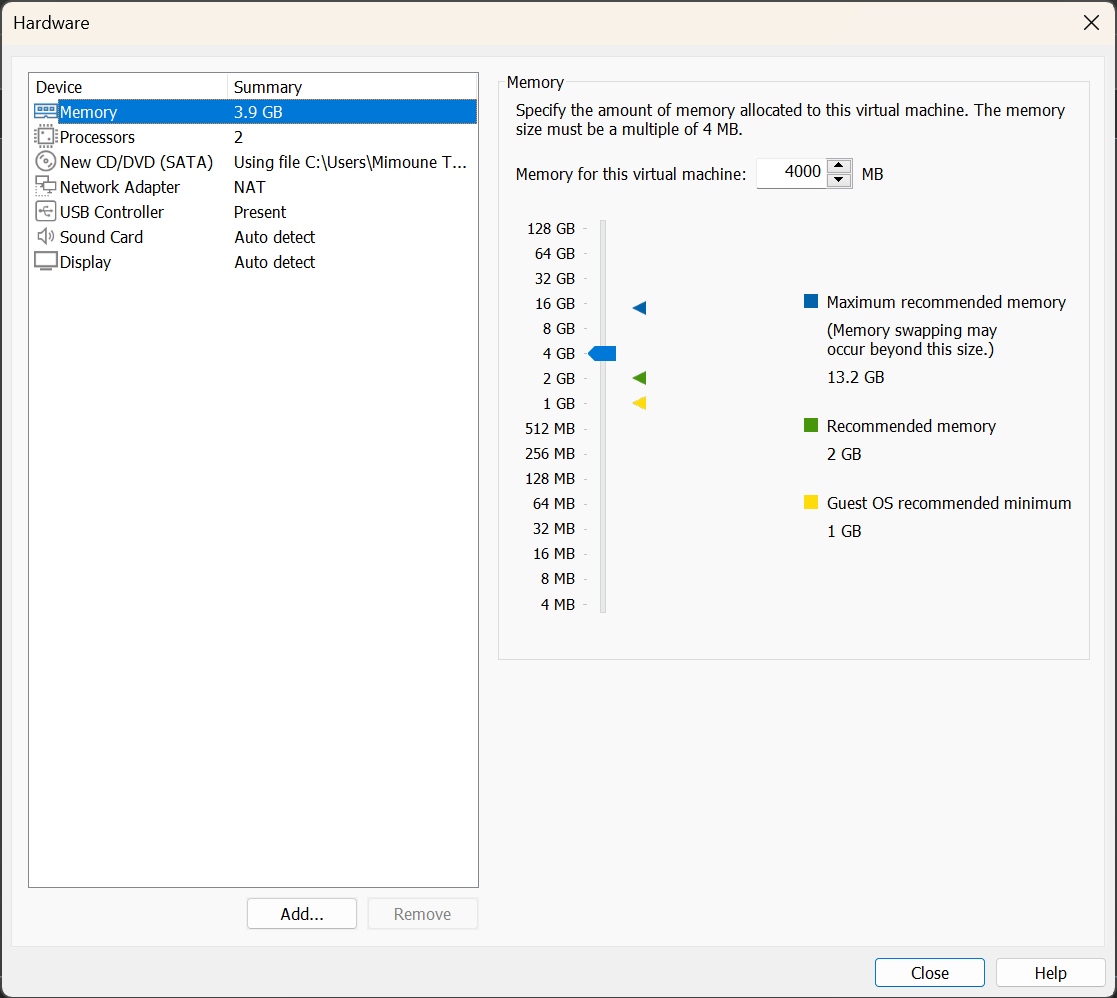 Hardware
Device Summary
Memory 3.9 GB
Processors 2
New CD/DVD (SATA) Using file C:\Users\Mimoune T...
Network Adapter NAT
USB Controller Present
Sound Card Auto detect
Display Auto detect
Add...
Remove
Memory
Specify the amount of memory allocated to this virtual machine. The memory
size must be a multiple of 4 MB.
Memory for this virtual machine: 4000 MB
128 GB
64 GB
32 GB
16 GB
8 GB
4 GB
2 GB
1 GB
512 MB
256 MB
128 MB
64 MB
32 MB
16 MB
8 MB
4 MB
Maximum recommended memory
(Memory swapping may
occur beyond this size.)
13.2 GB
Recommended memory
2 GB
Guest OS recommended minimum
1 GB
Close
Help